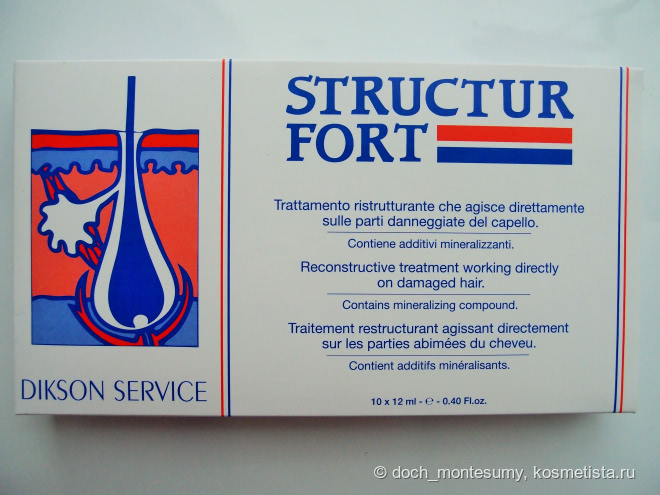 STRUCTUR
FORT
Trattamento ristrutturante che agisce direttamente
sulle parti danneggiate del capello.
Contiene additivi mineralizzanti.
Reconstructive treatment working directly
on damaged hair.
Contains mineralizing compound.
Traitement restructurant agissant directement
sur les parties abimées du cheveu.
Contient additifs minéralisants.
DIKSON SERVICE
10 x 12 ml - ℮ - 0.40 Fl.oz.
© doch_montesumy, kosmetista.ru